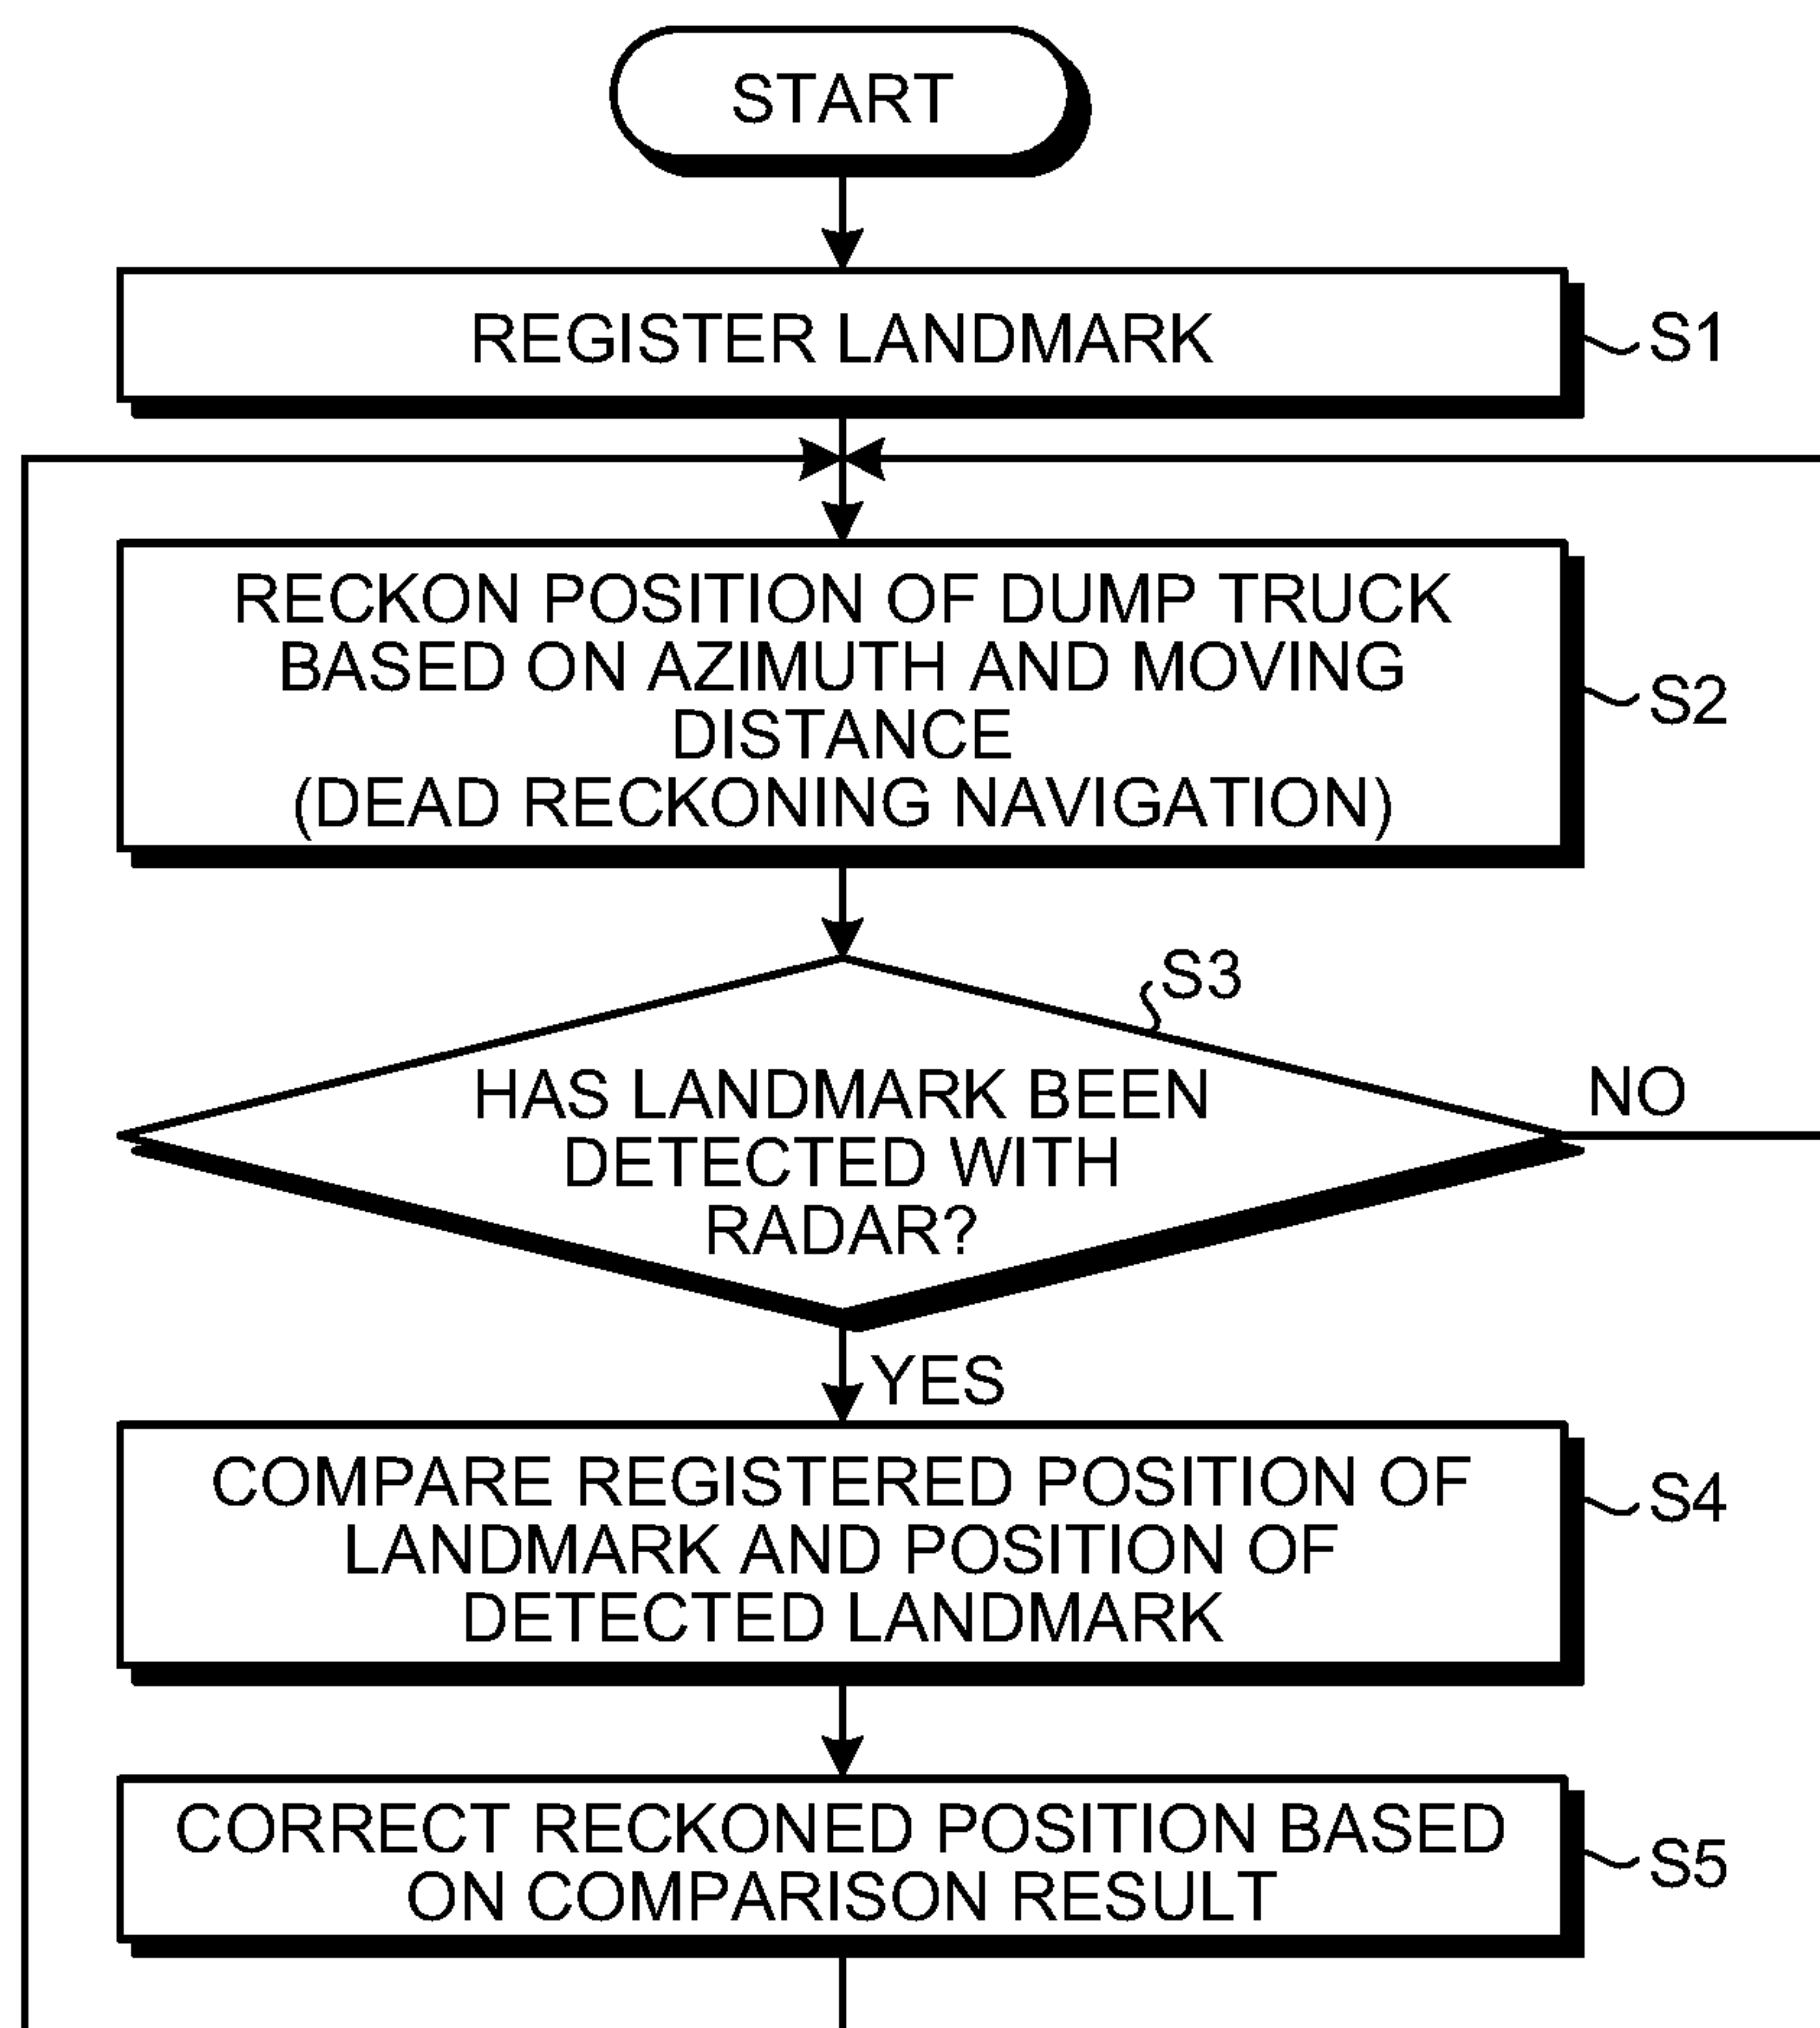 START
REGISTER LANDMARK
S1
RECKON POSITION OF DUMP TRUCK
BASED ON AZIMUTH AND MOVING
DISTANCE
(DEAD RECKONING NAVIGATION)
S2
S3
HAS LANDMARK BEEN
DETECTED WITH
RADAR?
NO
YES
COMPARE REGISTERED POSITION OF
LANDMARK AND POSITION OF
DETECTED LANDMARK
S4
CORRECT RECKONED POSITION BASED
ON COMPARISON RESULT
S5